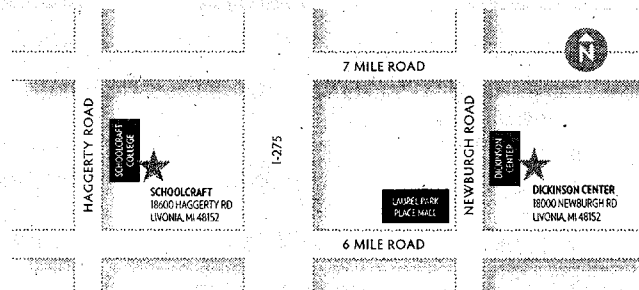 N
7 MILE ROAD
HAGGERTY ROAD
SCHOOLCRAFT
COLLEGE
SCHOOLCRAFT
18600 HAGGERTY RD
LIVONIA, MI 48152
I-275
LAUREL PARK
PLACE MALL
NEWBURGH ROAD
DICKINSON
CENTER
DICKINSON CENTER
18000 NEWBURGH RD
LIVONIA, MI 48152
6 MILE ROAD